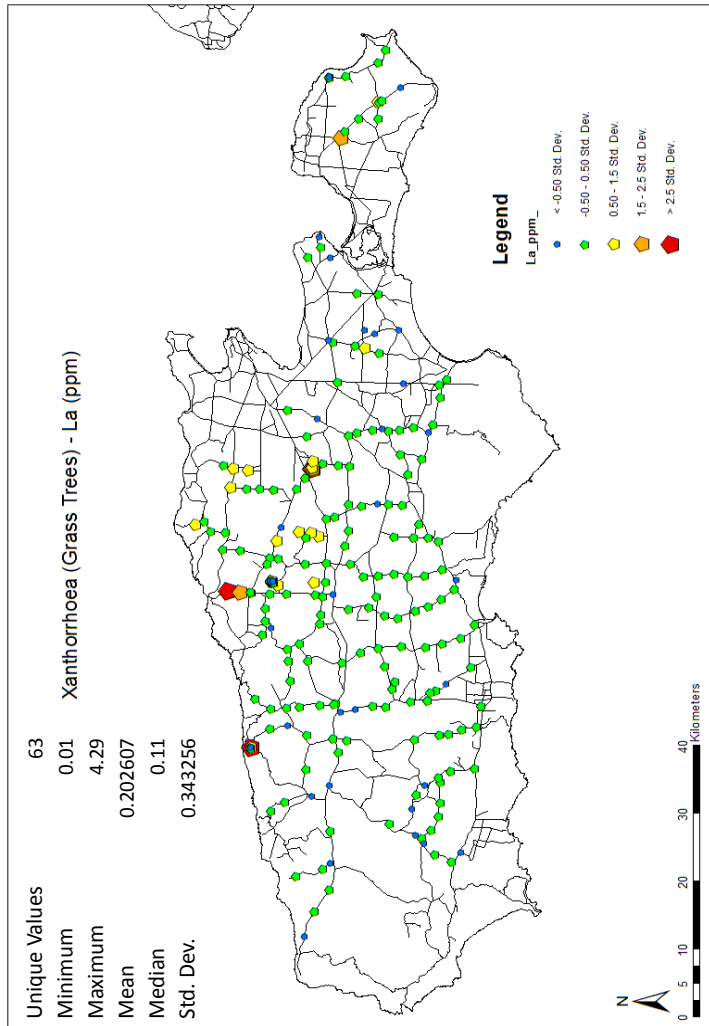 Unique Values 63
Minimum 0.01
Maximum 4.29
Mean 0.202607
Median 0.11
Std. Dev. 0.343256
Xanthorrhoea (Grass Trees) - La (ppm)
Legend
La_ppm_
< -0.50 Std. Dev.
-0.50 - 0.50 Std. Dev.
0.50 - 1.5 Std. Dev.
1.5 - 2.5 Std. Dev.
> 2.5 Std. Dev.
N
0 5 10 20 30 40
Kilometers